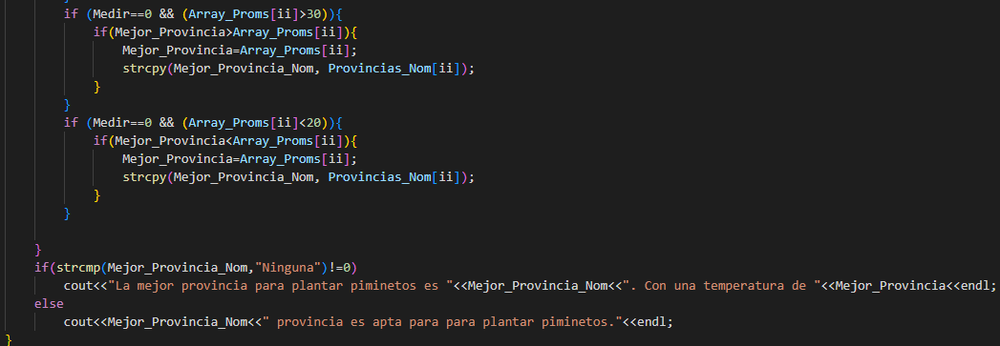 if (Medir==0 && (Array_Proms[ii]>30)){
if(Mejor_Provincia>Array_Proms[ii]){
Mejor_Provincia=Array_Proms[ii];
strcpy(Mejor_Provincia_Nom, Provincias_Nom[ii]);
}
}
if (Medir==0 && (Array_Proms[ii]<20)){
if(Mejor_Provincia<Array_Proms[ii]){
Mejor_Provincia=Array_Proms[ii];
strcpy(Mejor_Provincia_Nom, Provincias_Nom[ii]);
}
}
}
if(strcmp(Mejor_Provincia_Nom,"Ninguna")!=0)
cout<<"La mejor provincia para plantar piminetos es "<<Mejor_Provincia_Nom<<". Con una temperatura de "<<Mejor_Provincia<<endl;
else
cout<<Mejor_Provincia_Nom<<" provincia es apta para para plantar piminetos."<<endl;
}